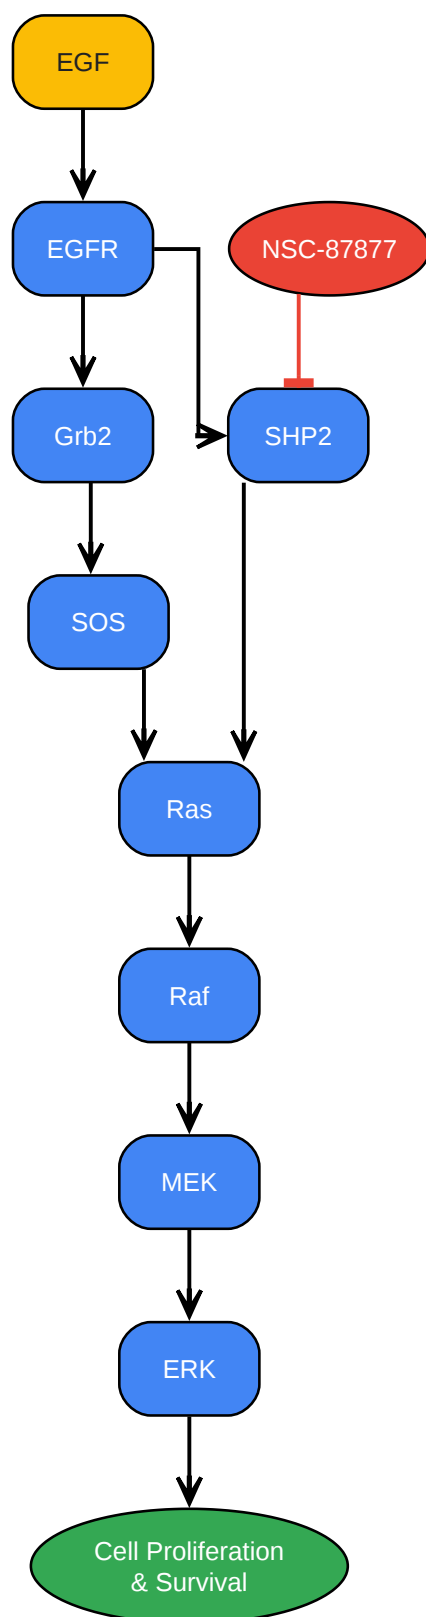 EGF
EGFR
NSC-87877
Grb2
SHP2
SOS
Ras
Raf
MEK
ERK
Cell Proliferation
& Survival